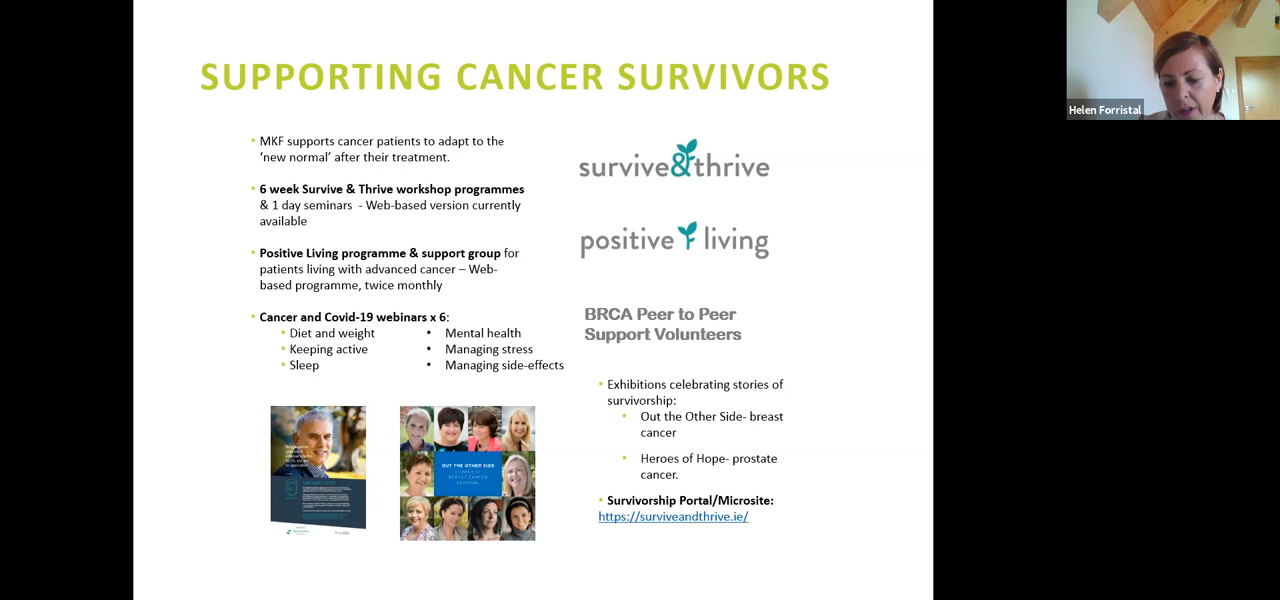 SUPPORTING CANCER SURVIVORS
Helen Forristal
• MKF supports cancer patients to adapt to the
‘new normal’ after their treatment.
• 6 week Survive & Thrive workshop programmes
& 1 day seminars - Web-based version currently
available
• Positive Living programme & support group for
patients living with advanced cancer – Web-
based programme, twice monthly
• Cancer and Covid-19 webinars x 6:
• Diet and weight
• Keeping active
• Sleep
• Mental health
• Managing stress
• Managing side-effects
survive&thrive
positive living
BRCA Peer to Peer
Support Volunteers
• Exhibitions celebrating stories of
survivorship:
• Out the Other Side- breast
cancer
• Heroes of Hope- prostate
cancer.
• Survivorship Portal/Microsite:
https://surviveandthrive.ie/
OUT THE OTHER SIDE
BREAST CANCER
SURVIVAL